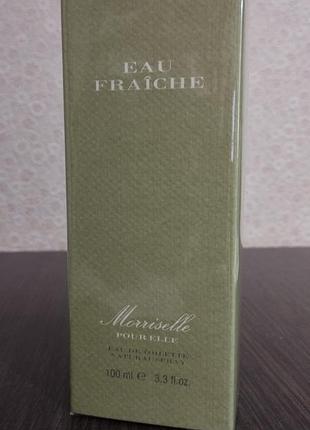 EAU
FRAÎCHE
Morriselle
POUR ELLE
EAU DE TOILETTE
NATURAL SPRAY
100 ml ℮ 3.3 fl.oz.